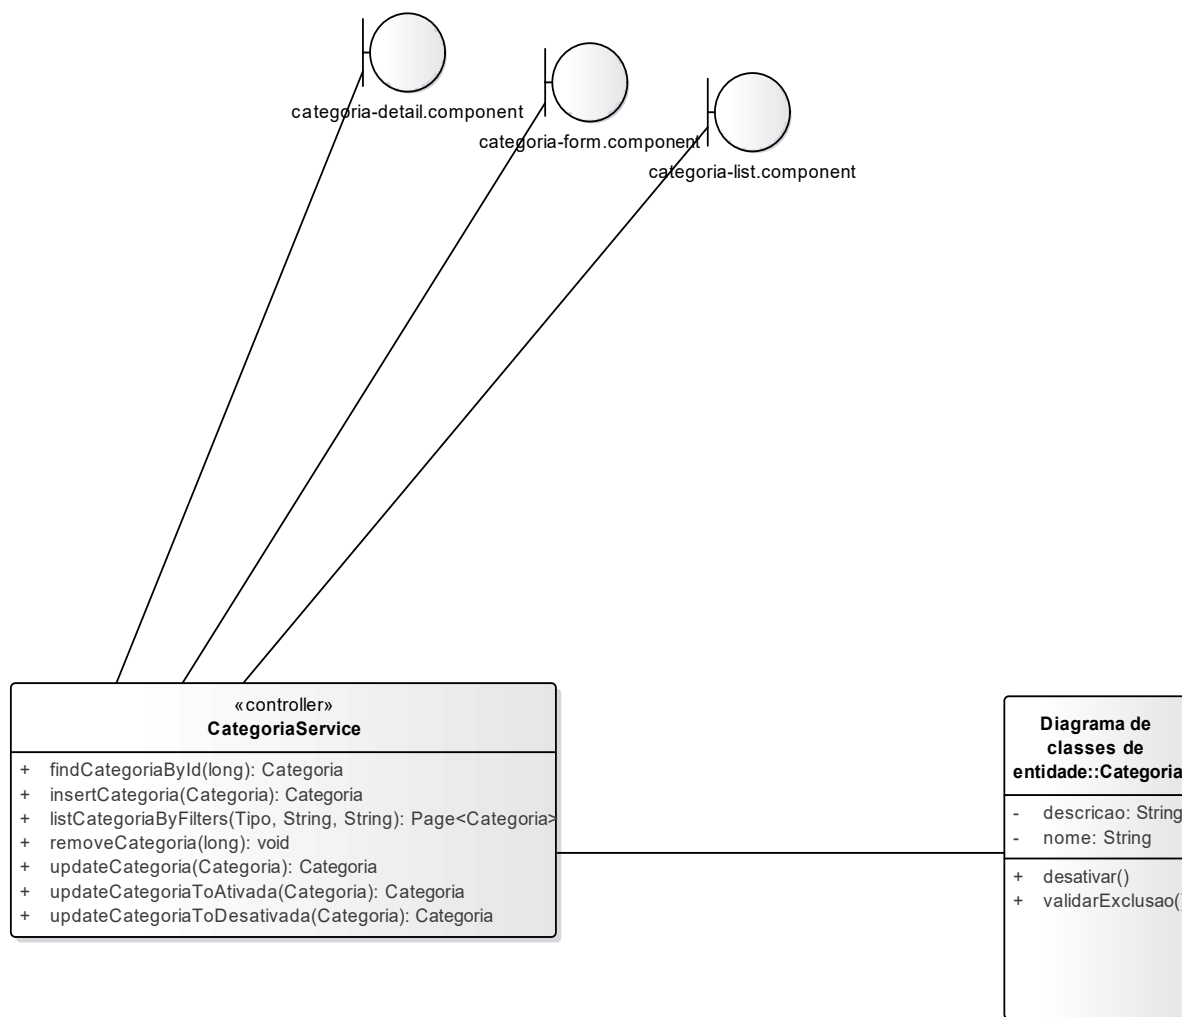 categoria-detail.component
categoria-form.component
categoria-list.component
«controller»
CategoriaService
+ findCategoriaById(long): Categoria
+ insertCategoria(Categoria): Categoria
+ listCategoriaByFilters(Tipo, String, String): Page<Categoria>
+ removeCategoria(long): void
+ updateCategoria(Categoria): Categoria
+ updateCategoriaToAtivada(Categoria): Categoria
+ updateCategoriaToDesativada(Categoria): Categoria
Diagrama de
classes de
entidade::Categoria
- descricao: String
- nome: String
+ desativar()
+ validarExclusao()